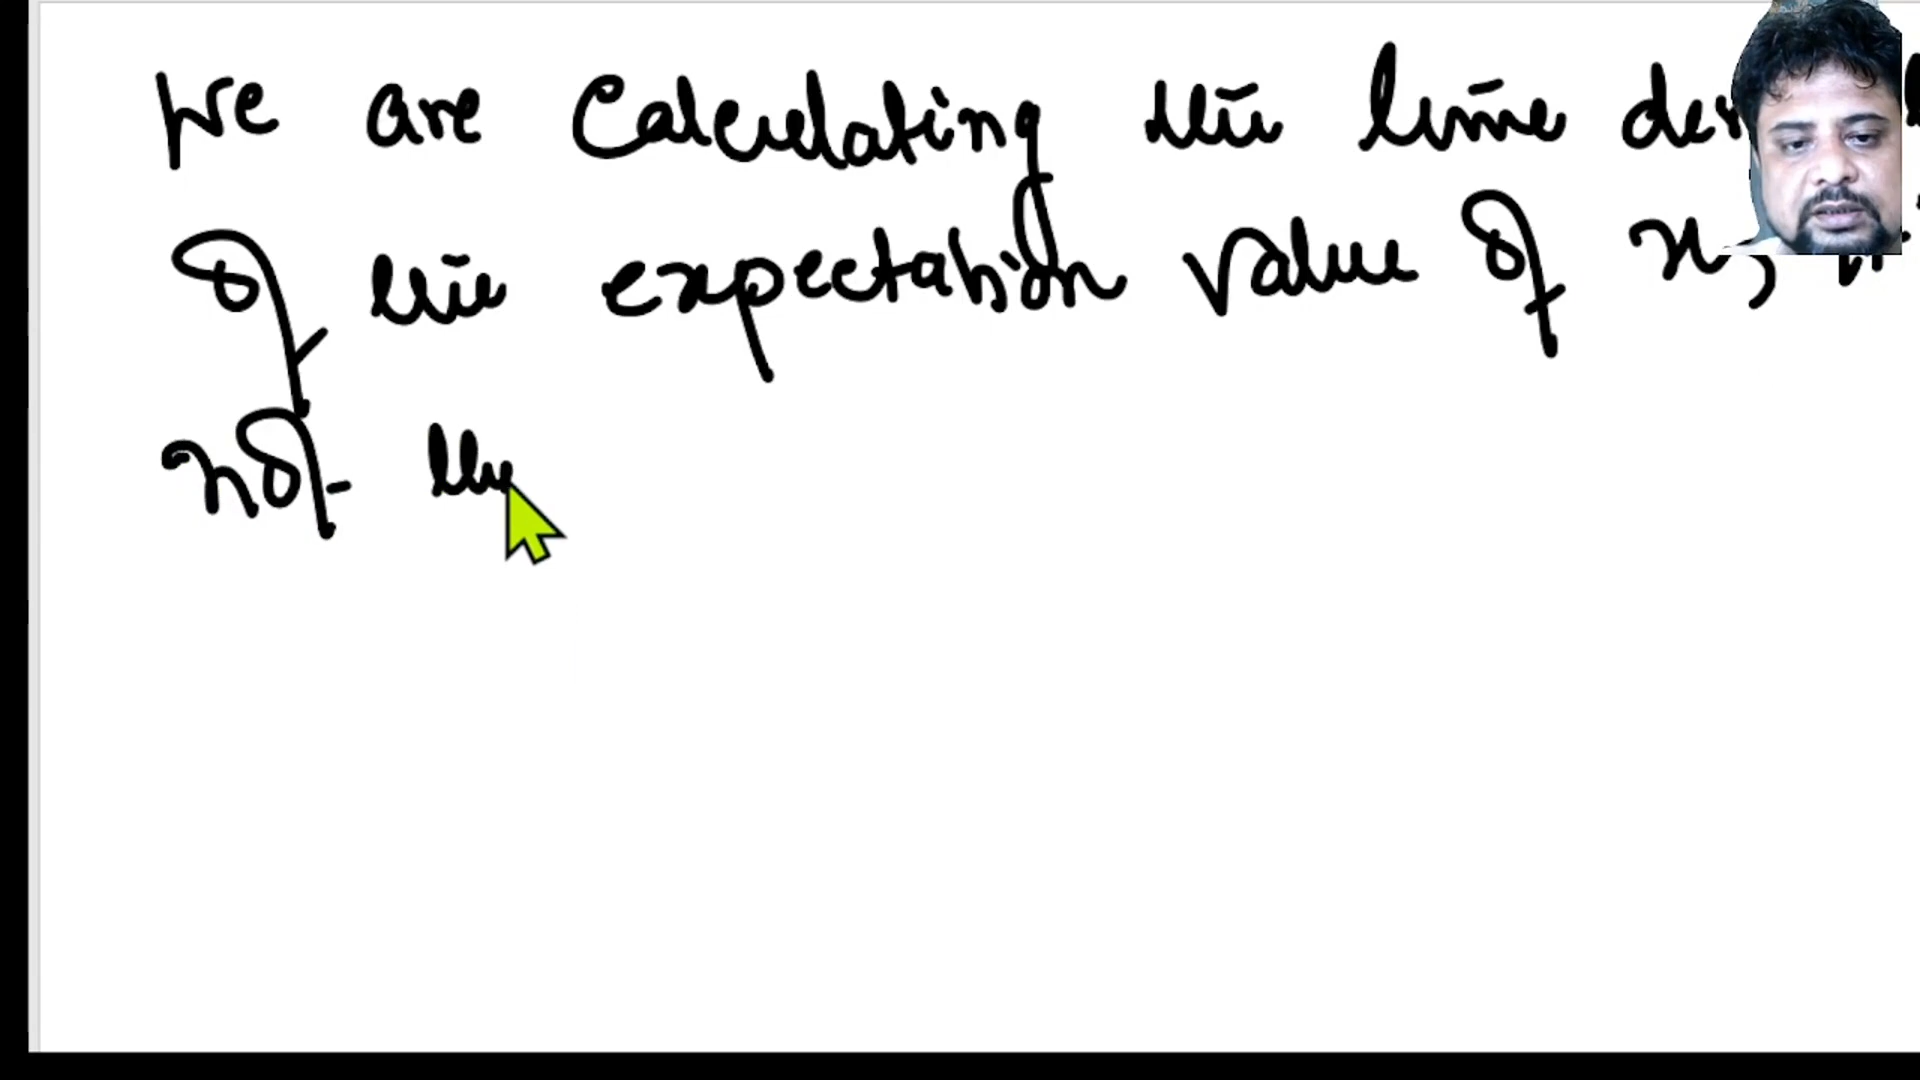 We are calculating the time der
of the expectation value of x,
not the